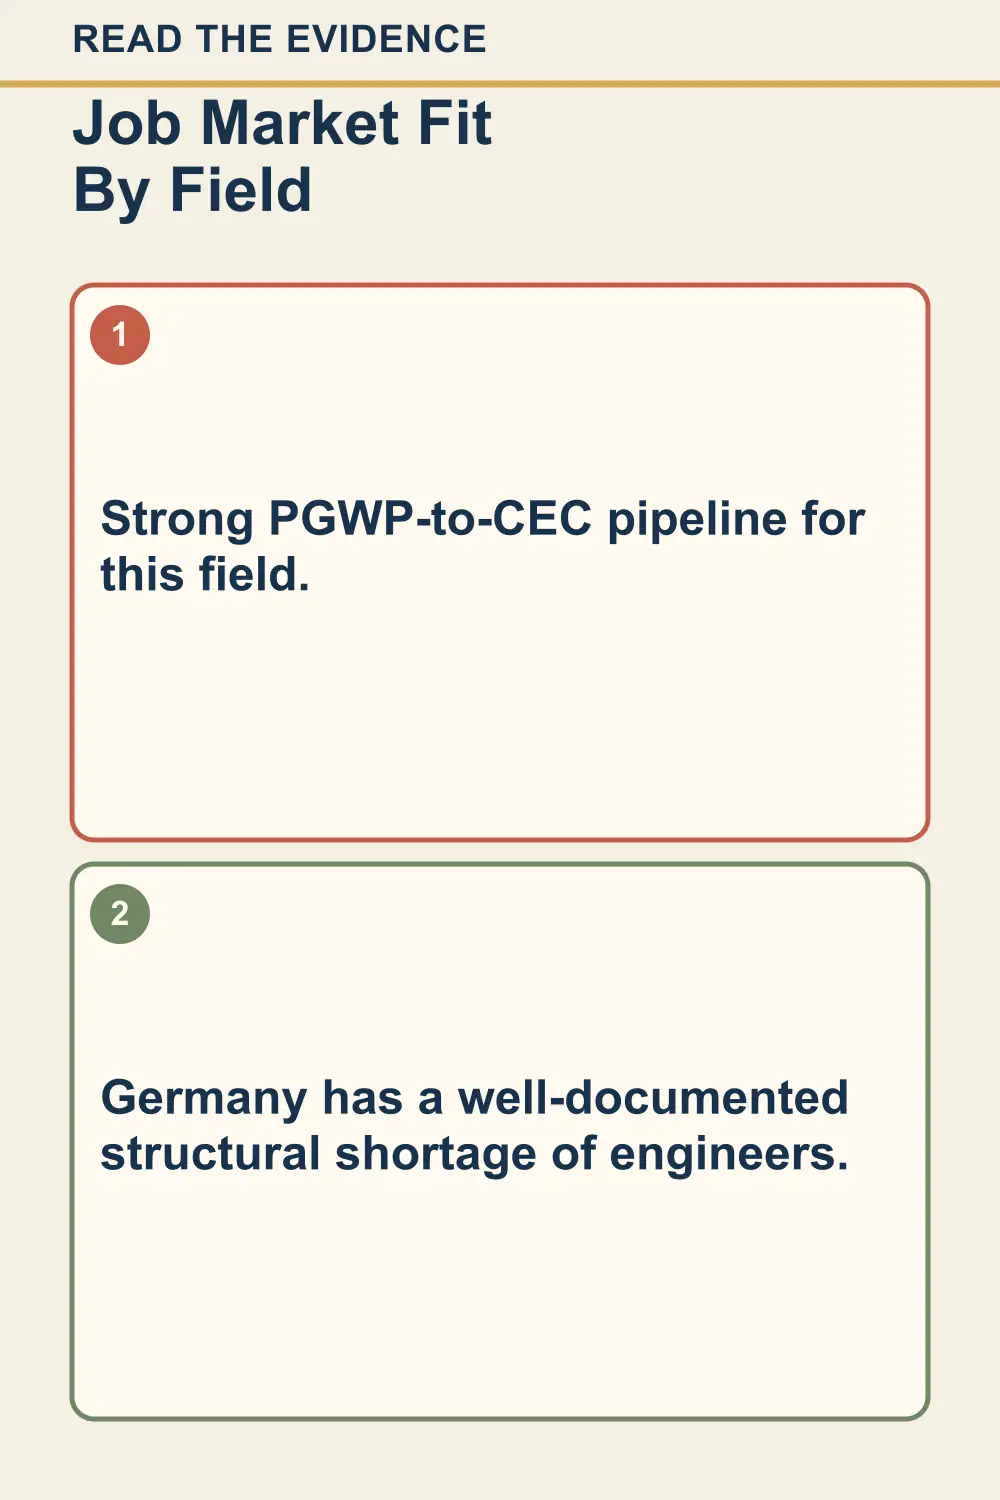 READ THE EVIDENCE
Job Market Fit
By Field
1
Strong PGWP-to-CEC pipeline for
this field.
2
Germany has a well-documented
structural shortage of engineers.